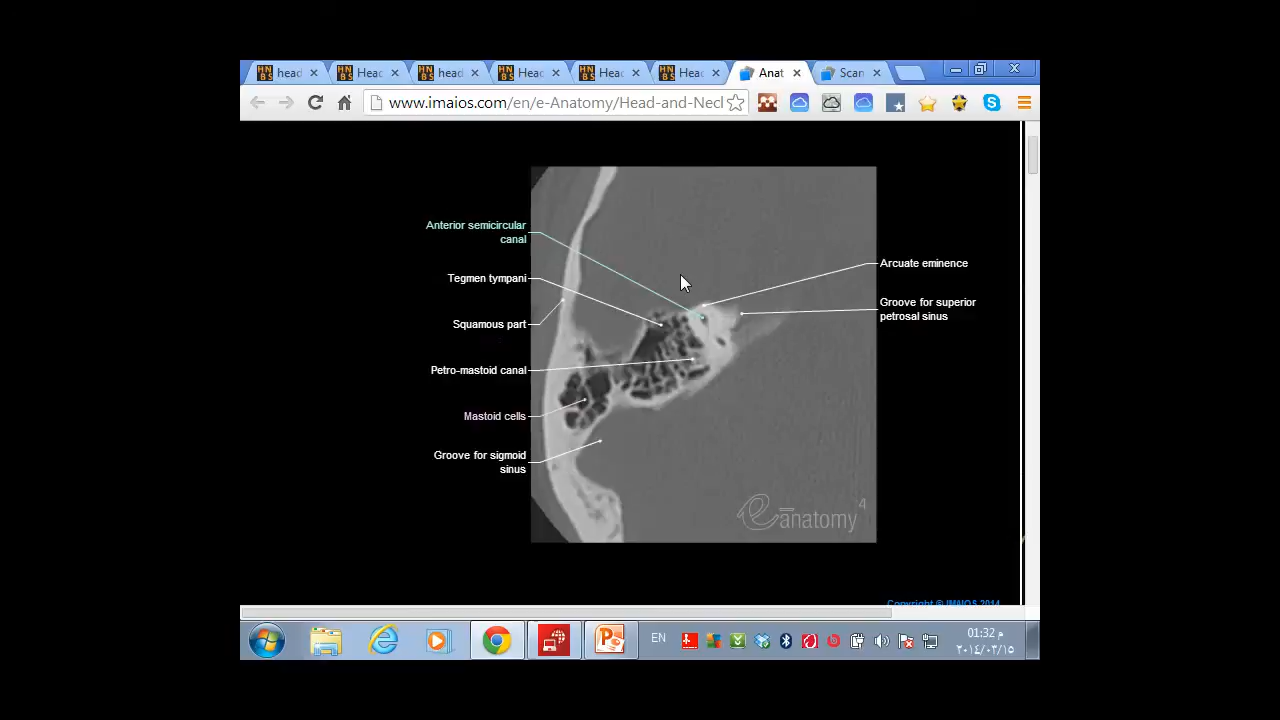 head
Head
head
Head
Head
Head
Anat
Scan
www.imaios.com/en/e-Anatomy/Head-and-Necl
Anterior semicircular
canal
Tegmen tympani
Squamous part
Petro-mastoid canal
Mastoid cells
Groove for sigmoid
sinus
Arcuate eminence
Groove for superior
petrosal sinus
e anatomy
4
Copyright © IMAIOS 2014
EN
01:32 م
٢٠١٤/٠٣/١٥